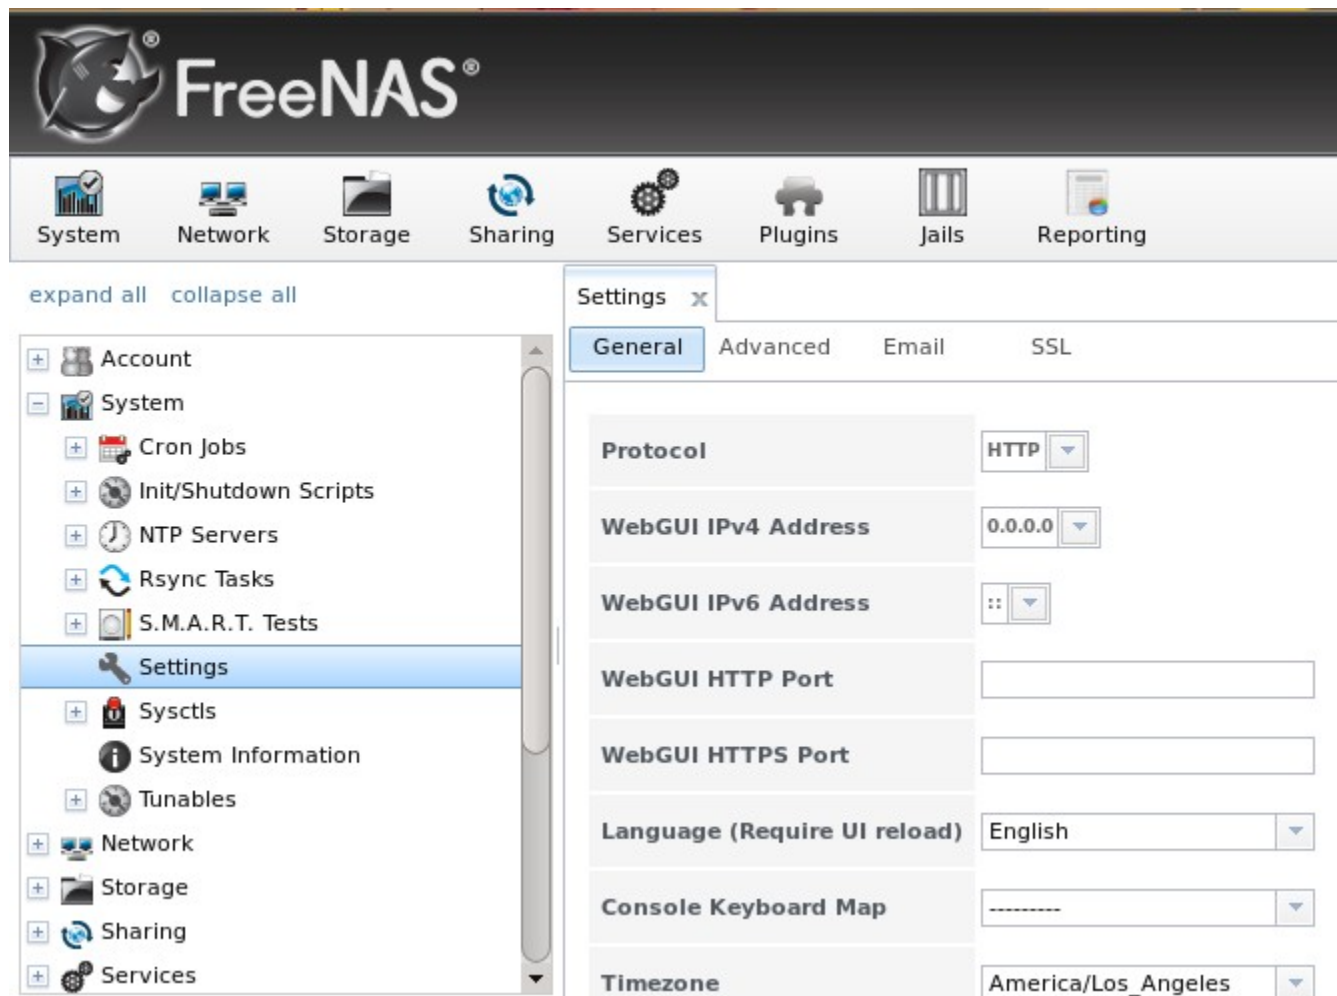 FreeNAS®
System Network Storage Sharing Services Plugins Jails Reporting
expand all collapse all
Account
System
Cron Jobs
Init/Shutdown Scripts
NTP Servers
Rsync Tasks
S.M.A.R.T. Tests
Settings
Sysctls
System Information
Tunables
Network
Storage
Sharing
Services
Settings x
General Advanced Email SSL
Protocol HTTP
WebGUI IPv4 Address 0.0.0.0
WebGUI IPv6 Address ::
WebGUI HTTP Port
WebGUI HTTPS Port
Language (Require UI reload) English
Console Keyboard Map ---------
Timezone America/Los_Angeles